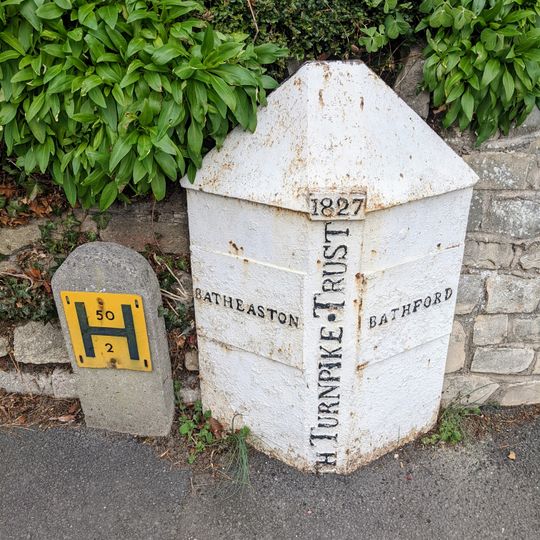 50
H
2
1827
H TURNPIKE • TRUST
BATHEASTON
BATHFORD